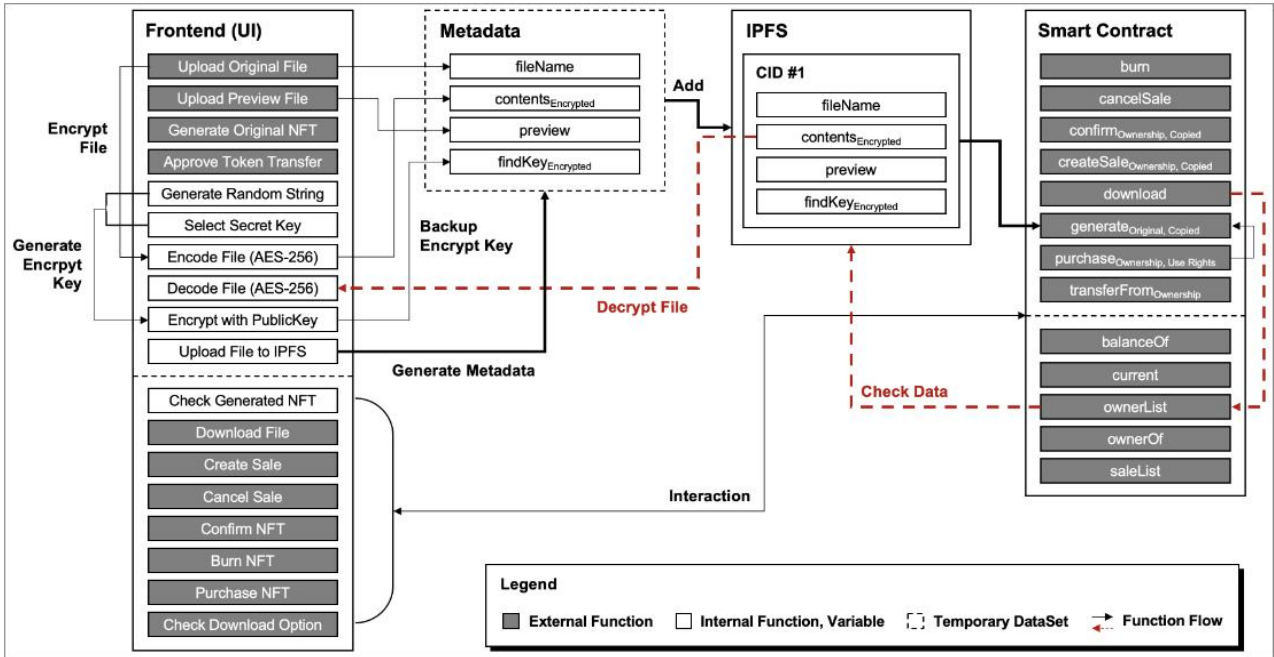 Frontend (UI)
Upload Original File
Upload Preview File
Generate Original NFT
Approve Token Transfer
Generate Random String
Select Secret Key
Encode File (AES-256)
Decode File (AES-256)
Encrypt with PublicKey
Upload File to IPFS
Check Generated NFT
Download File
Create Sale
Cancel Sale
Confirm NFT
Burn NFT
Purchase NFT
Check Download Option
Encrypt
File
Generate
Encrpyt
Key
Metadata
fileName
contentsEncrypted
preview
findKeyEncrypted
Backup
Encrypt Key
Generate Metadata
Add
Decrypt File
IPFS
CID #1
fileName
contentsEncrypted
preview
findKeyEncrypted
Check Data
Interaction
Smart Contract
burn
cancelSale
confirmOwnership, Copied
createSaleOwnership, Copied
download
generateOriginal, Copied
purchaseOwnership, Use Rights
transferFromOwnership
balanceOf
current
ownerList
ownerOf
saleList
Legend
External Function
Internal Function, Variable
Temporary DataSet
Function Flow